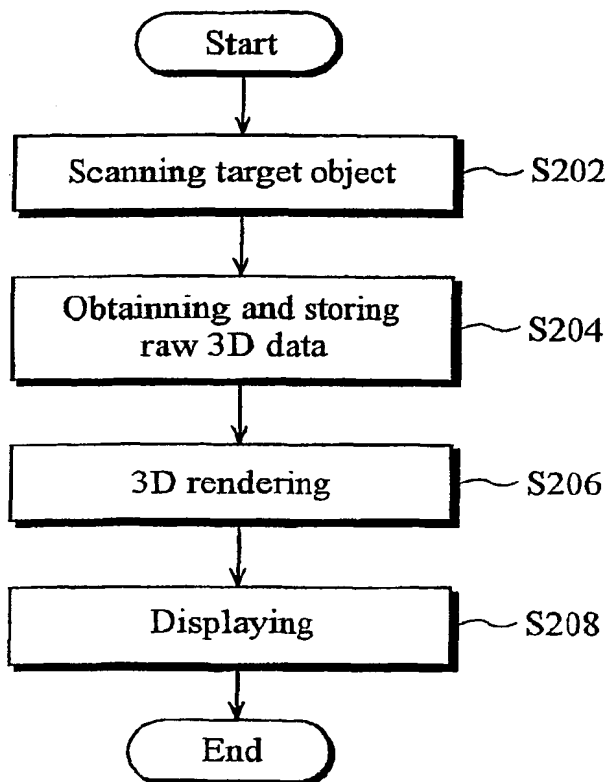 Start
Scanning target object
S202
Obtainning and storing
raw 3D data
S204
3D rendering
S206
Displaying
S208
End